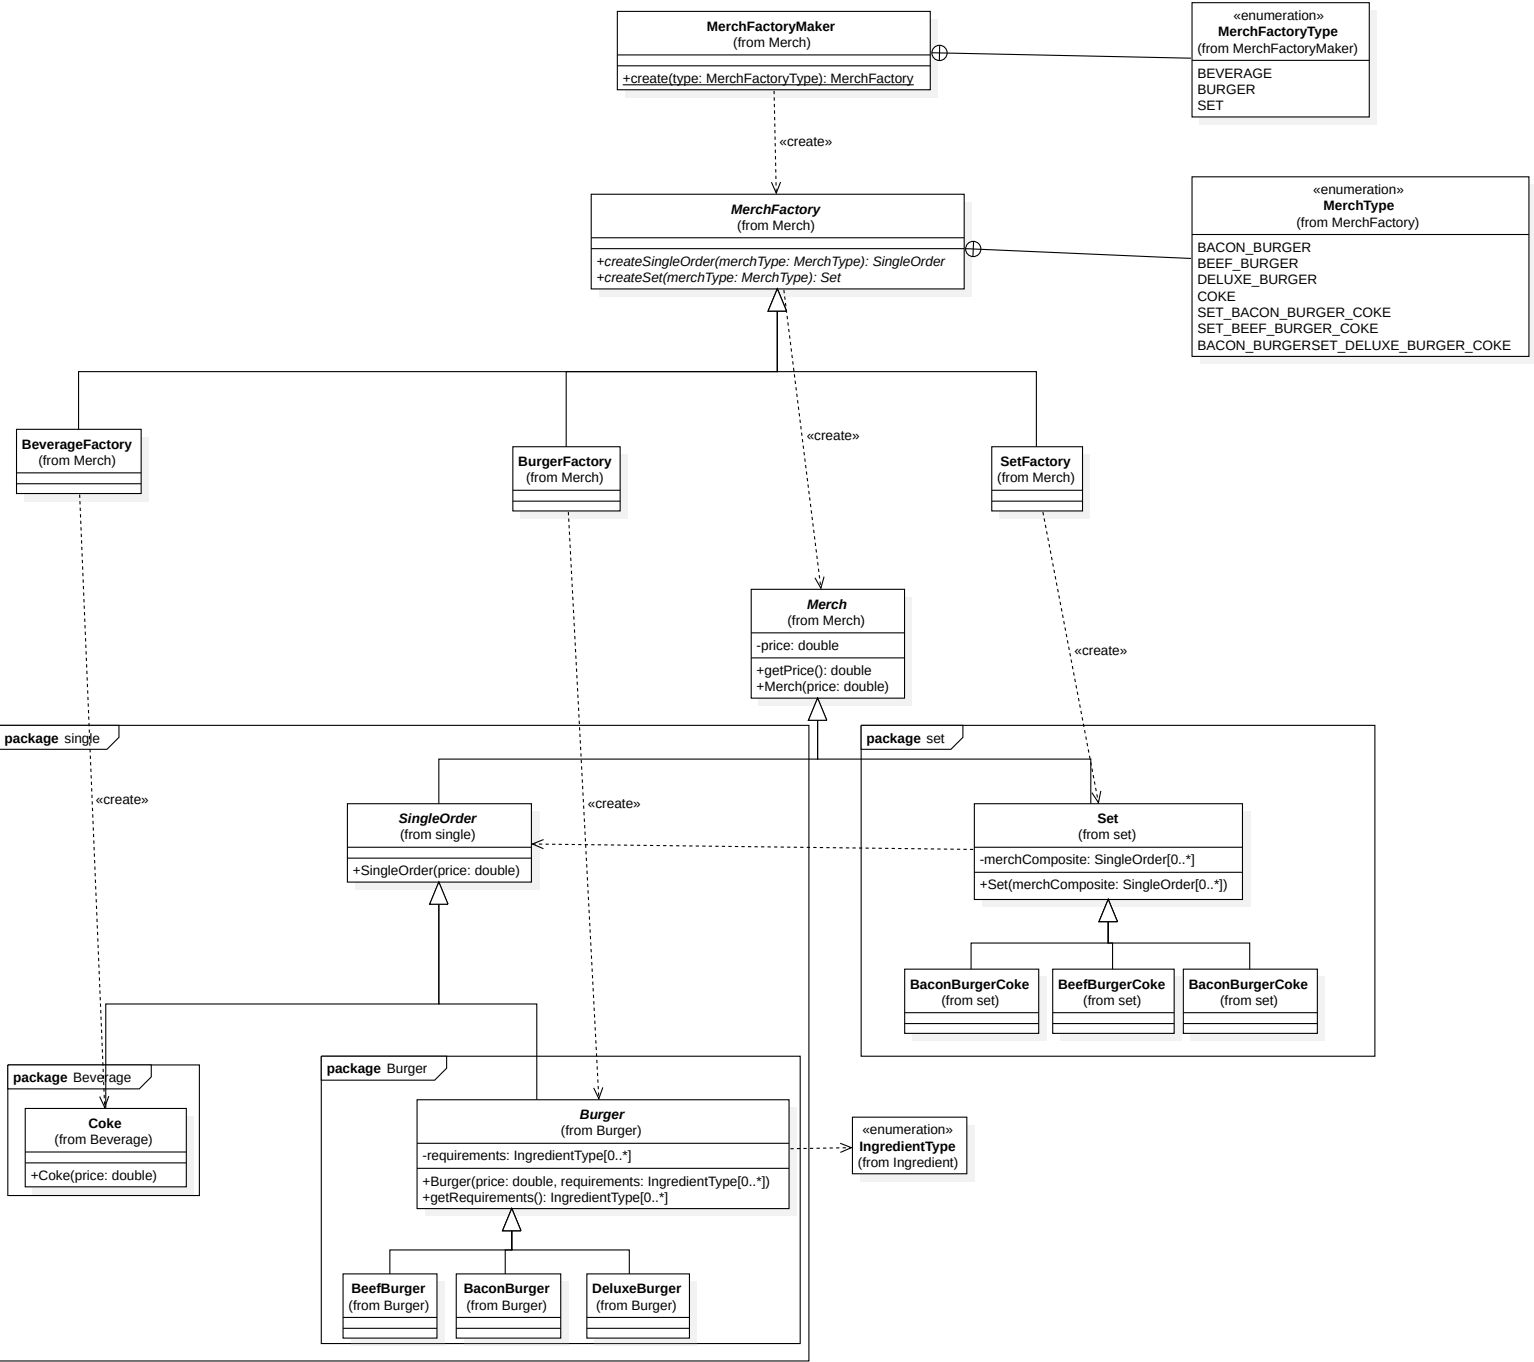 MerchFactoryMaker
(from Merch)
+create(type: MerchFactoryType): MerchFactory
«enumeration»
MerchFactoryType
(from MerchFactoryMaker)
BEVERAGE
BURGER
SET
«create»
MerchFactory
(from Merch)
+createSingleOrder(merchType: MerchType): SingleOrder
+createSet(merchType: MerchType): Set
«enumeration»
MerchType
(from MerchFactory)
BACON_BURGER
BEEF_BURGER
DELUXE_BURGER
COKE
SET_BACON_BURGER_COKE
SET_BEEF_BURGER_COKE
BACON_BURGERSET_DELUXE_BURGER_COKE
BeverageFactory
(from Merch)
BurgerFactory
(from Merch)
«create»
SetFactory
(from Merch)
Merch
(from Merch)
-price: double
+getPrice(): double
+Merch(price: double)
«create»
package single
package set
«create»
SingleOrder
(from single)
+SingleOrder(price: double)
«create»
Set
(from set)
-merchComposite: SingleOrder[0..*]
+Set(merchComposite: SingleOrder[0..*])
BaconBurgerCoke
(from set)
BeefBurgerCoke
(from set)
BaconBurgerCoke
(from set)
package Beverage
Coke
(from Beverage)
+Coke(price: double)
package Burger
Burger
(from Burger)
-requirements: IngredientType[0..*]
+Burger(price: double, requirements: IngredientType[0..*])
+getRequirements(): IngredientType[0..*]
«enumeration»
IngredientType
(from Ingredient)
BeefBurger
(from Burger)
BaconBurger
(from Burger)
DeluxeBurger
(from Burger)